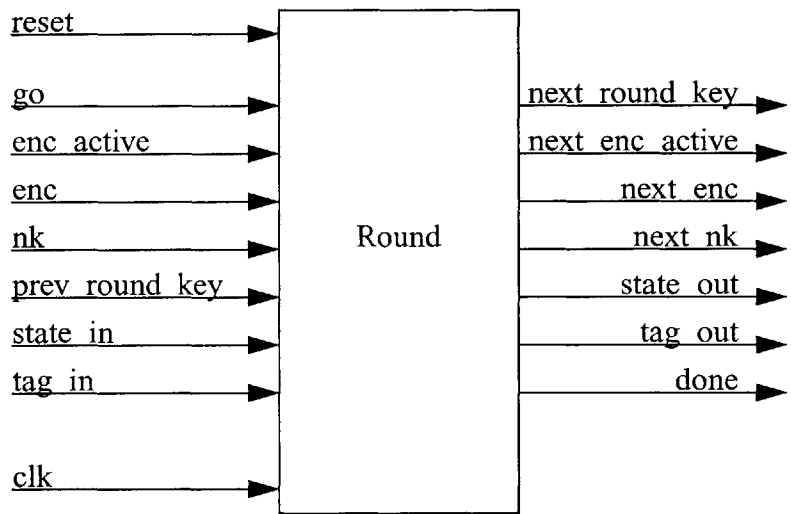 reset
go
enc active
enc
nk
prev round key
state in
tag in
clk
Round
next round key
next enc active
next enc
next nk
state out
tag out
done